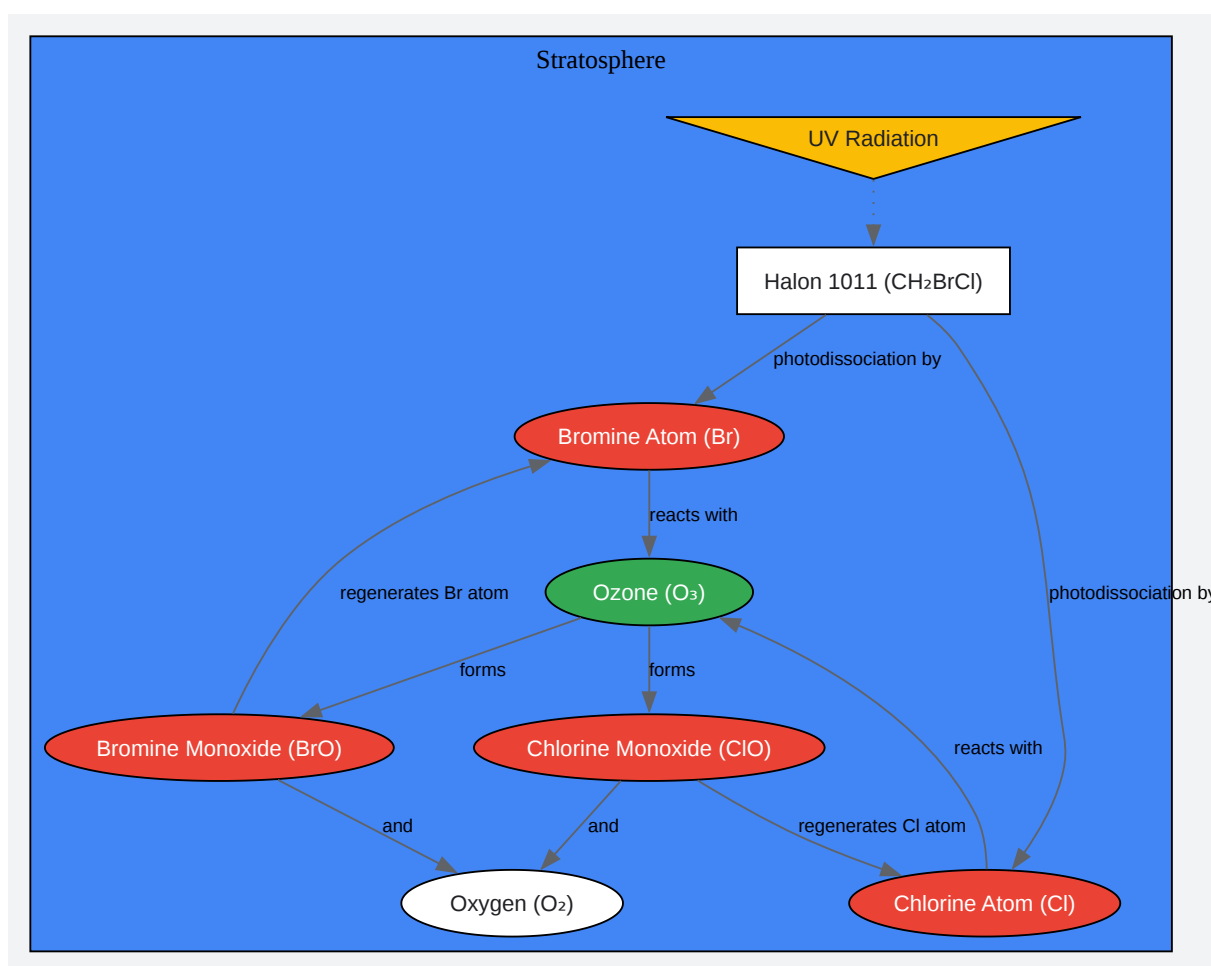 Stratosphere
UV Radiation
Halon 1011 (CH₂BrCl)
photodissociation by
Bromine Atom (Br)
reacts with
regenerates Br atom
Ozone (O₃)
photodissociation by
forms
forms
Bromine Monoxide (BrO)
Chlorine Monoxide (ClO)
reacts with
and
and
regenerates Cl atom
Oxygen (O₂)
Chlorine Atom (Cl)